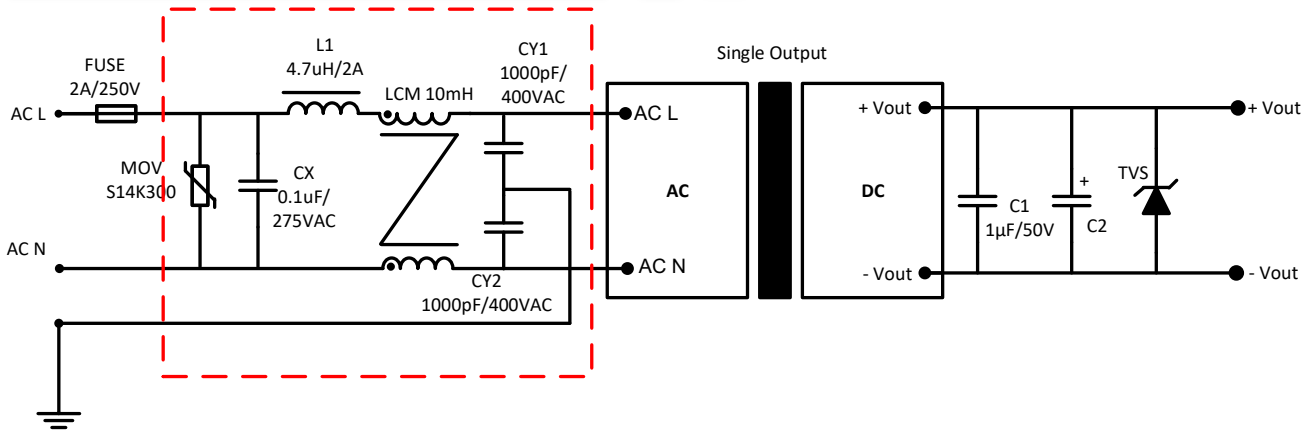 FUSE
2A/250V
AC L
MOV
S14K300
CX
0.1uF/
275VAC
L1
4.7uH/2A
LCM 10mH
CY1
1000pF/
400VAC
AC N
CY2
1000pF/400VAC
AC L
AC
AC N
Single Output
+ Vout
DC
- Vout
C1
1μF/50V
+
C2
TVS
+ Vout
- Vout